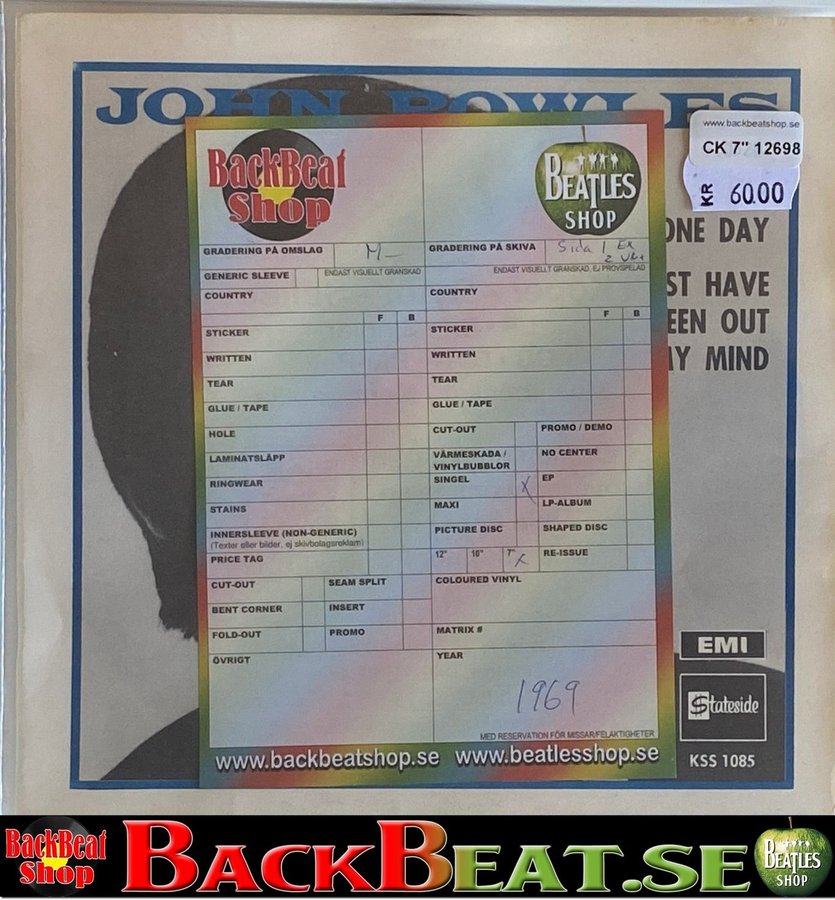 JOHN ROWLES
www.backbeatshop.se
CK 7" 12698
KR 60.00
ONE DAY
ST HAVE
EEN OUT
MY MIND
BackBeat
Shop
BEATLES
SHOP
GRADERING PÅ OMSLAG M-
GENERIC SLEEVE ENDAST VISUELLT GRANSKAD
COUNTRY
F B
STICKER
WRITTEN
TEAR
GLUE / TAPE
HOLE
LAMINATSLÄPP
RINGWEAR
STAINS
INNERSLEEVE (NON-GENERIC)
(Texter eller bilder, ej skivbolagsreklam)
PRICE TAG
CUT-OUT SEAM SPLIT
BENT CORNER INSERT
FOLD-OUT PROMO
ÖVRIGT
GRADERING PÅ SKIVA Sida 1 Ex
2 VG+
ENDAST VISUELLT GRANSKAD, EJ PROVSPELAD
COUNTRY
F B
STICKER
WRITTEN
TEAR
GLUE / TAPE
CUT-OUT PROMO / DEMO
VÄRMESKADA / NO CENTER
VINYLBUBBLOR
SINGEL X EP
MAXI LP-ALBUM
PICTURE DISC SHAPED DISC
12" 10" 7" X RE-ISSUE
COLOURED VINYL
MATRIX #
YEAR
1969
MED RESERVATION FÖR MISSAR/FELAKTIGHETER
www.backbeatshop.se www.beatlesshop.se
EMI
Stateside
KSS 1085
BackBeat
Shop
BACKBEAT.SE
BEATLES
SHOP